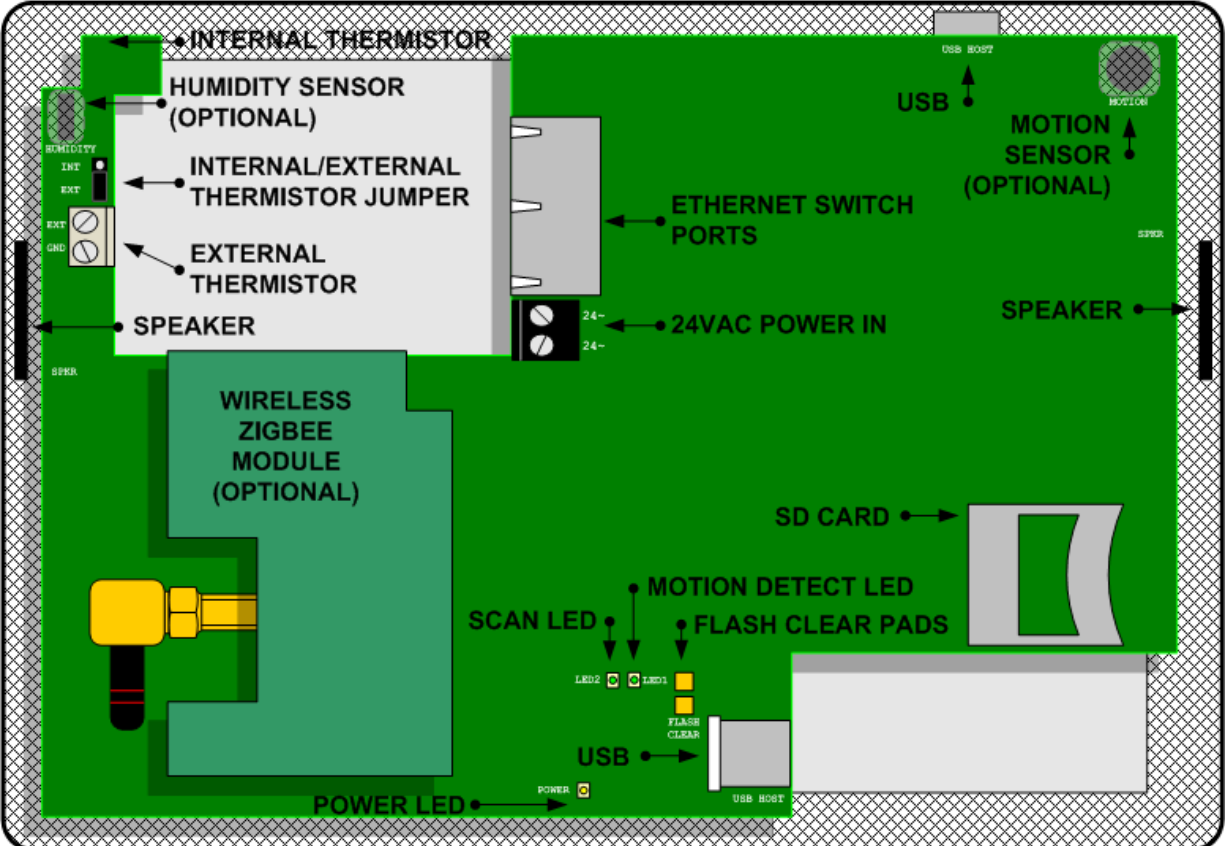 INTERNAL THERMISTOR
USB HOST
HUMIDITY SENSOR
(OPTIONAL)
USB
MOTION
MOTION
SENSOR
(OPTIONAL)
HUMIDITY
INT
EXT
INTERNAL/EXTERNAL
THERMISTOR JUMPER
ETHERNET SWITCH
PORTS
EXT
GND
SPKR
EXTERNAL
THERMISTOR
SPEAKER
SPEAKER
24~
24~
24VAC POWER IN
SPKR
WIRELESS
ZIGBEE
MODULE
(OPTIONAL)
SD CARD
MOTION DETECT LED
SCAN LED
FLASH CLEAR PADS
LED2
LED1
FLASH
CLEAR
USB
POWER
USB HOST
POWER LED